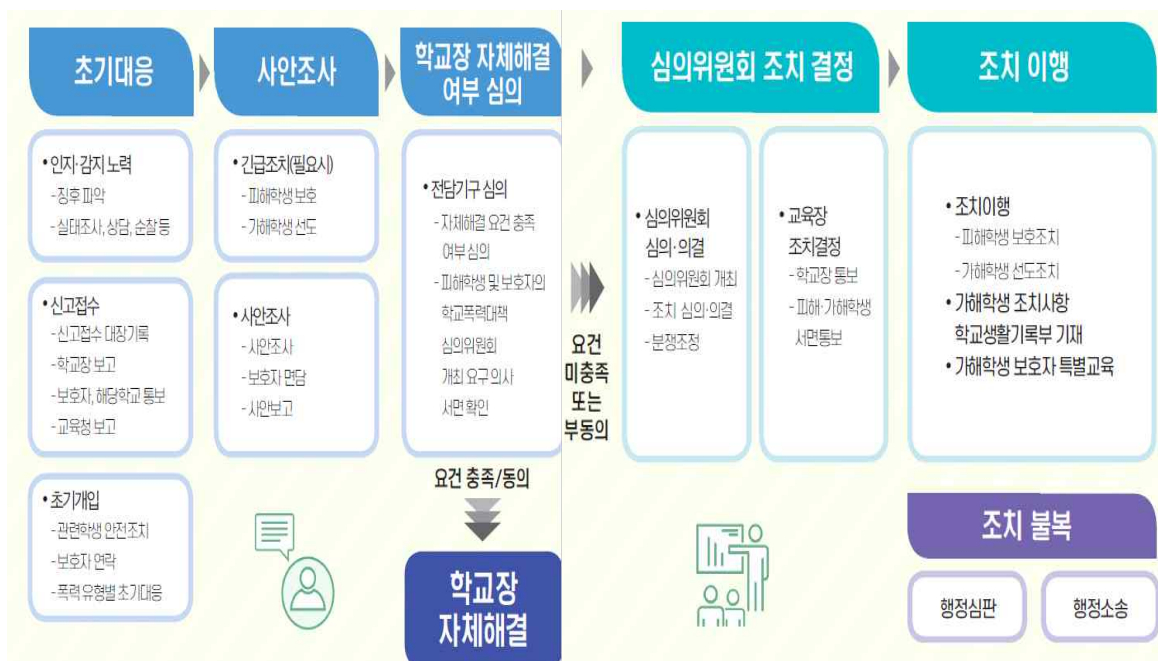 초기대응
사안조사
학교장 자체해결
여부 심의
심의위원회 조치 결정
조치 이행
• 인지·감지 노력
- 징후 파악
- 실태조사, 상담, 순찰 등
• 신고접수
- 신고접수 대장기록
- 학교장 보고
- 보호자, 해당학교 통보
- 교육청 보고
• 초기개입
- 관련학생 안전조치
- 보호자 연락
- 폭력 유형별 초기대응
• 긴급조치(필요시)
- 피해학생 보호
- 가해학생 선도
• 사안조사
- 사안조사
- 보호자 면담
- 사안보고
• 전담기구 심의
- 자체해결 요건 충족
여부 심의
- 피해학생 및 보호자의
학교폭력대책
심의위원회
개최 요구 의사
서면 확인
요건 충족/동의
학교장
자체해결
요건
미충족
또는
부동의
• 심의위원회
심의·의결
- 심의위원회 개최
- 조치 심의·의결
- 분쟁조정
• 교육장
조치결정
- 학교장 통보
- 피해·가해학생
서면통보
• 조치이행
- 피해학생 보호조치
- 가해학생 선도조치
• 가해학생 조치사항
학교생활기록부 기재
• 가해학생 보호자 특별교육
조치 불복
행정심판
행정소송